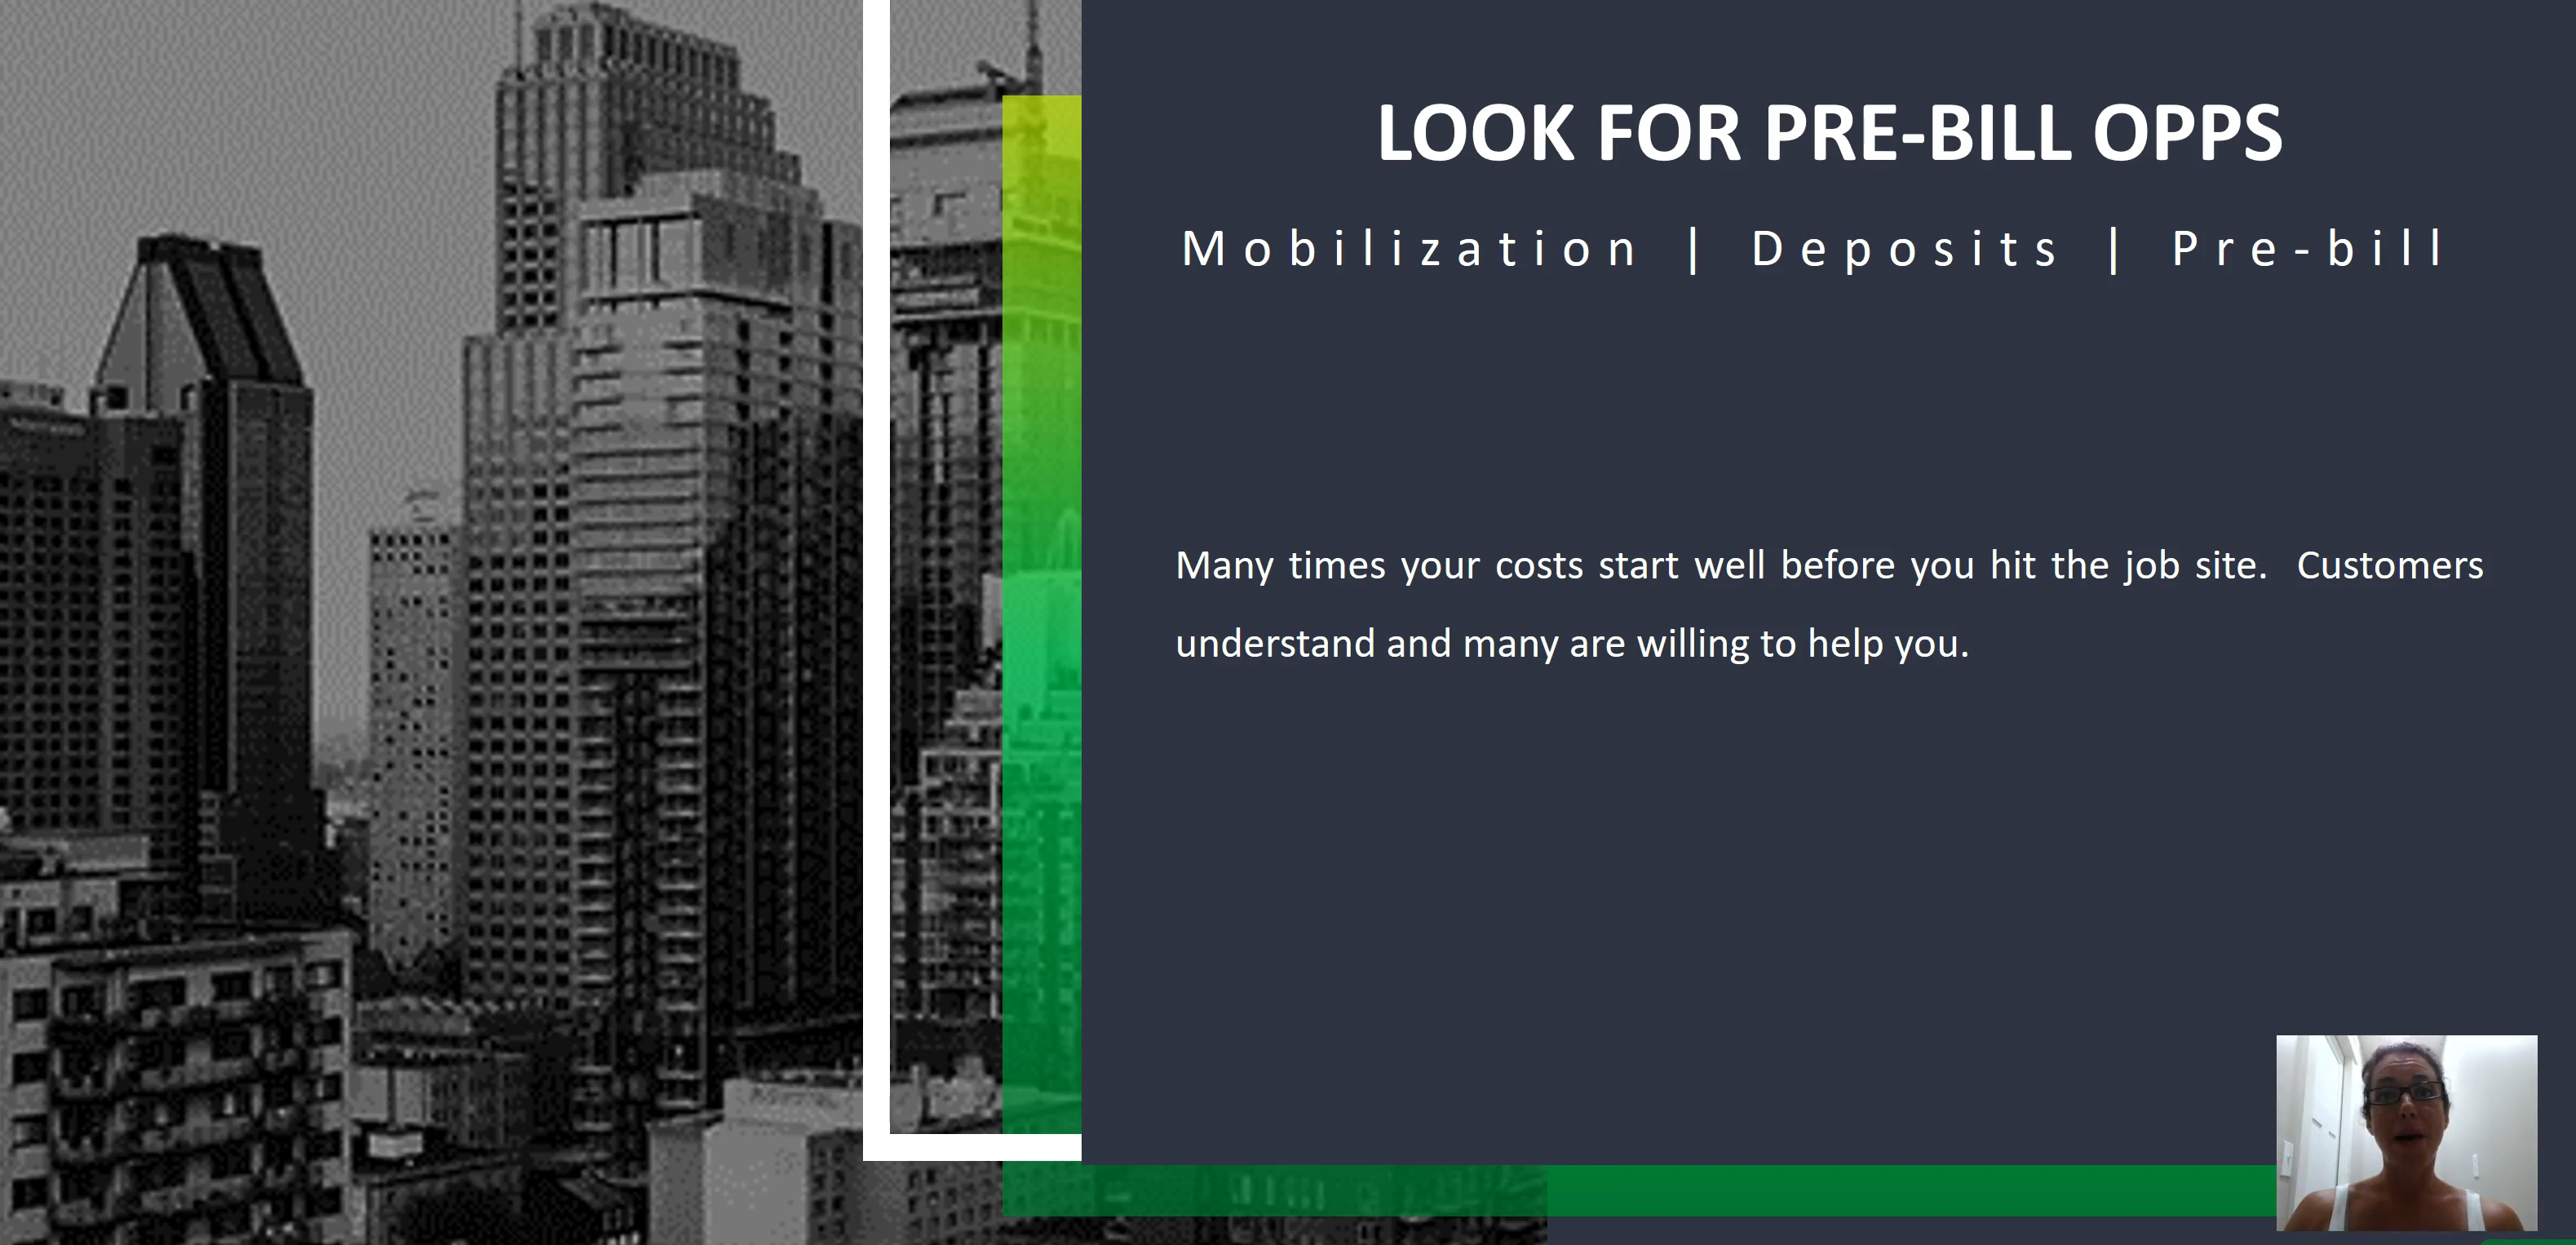 LOOK FOR PRE-BILL OPPS
Mobilization | Deposits | Pre-bill
Many times your costs start well before you hit the job site.  Customers
understand and many are willing to help you.